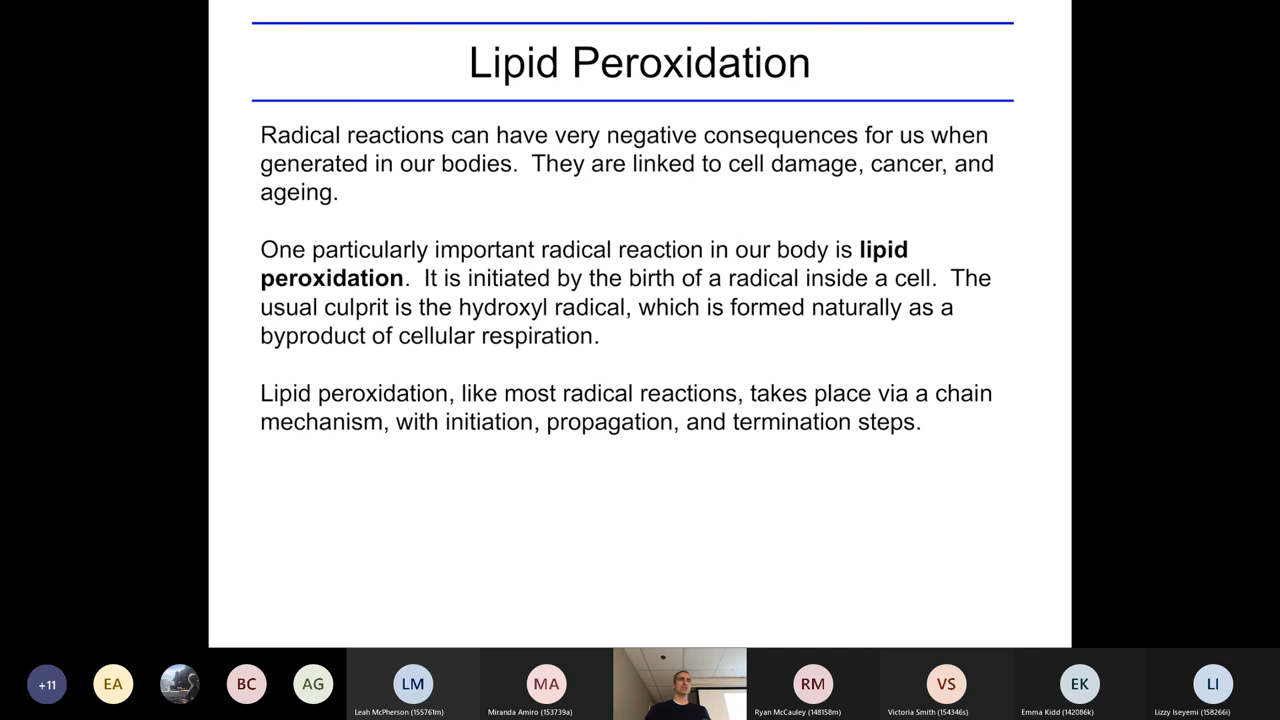 Lipid Peroxidation
Radical reactions can have very negative consequences for us when
generated in our bodies.  They are linked to cell damage, cancer, and
ageing.
One particularly important radical reaction in our body is lipid
peroxidation.  It is initiated by the birth of a radical inside a cell.  The
usual culprit is the hydroxyl radical, which is formed naturally as a
byproduct of cellular respiration.
Lipid peroxidation, like most radical reactions, takes place via a chain
mechanism, with initiation, propagation, and termination steps.
+11 EA BC AG LM MA RM VS EK LI
Leah McPherson (155761m) Miranda Amiro (153739a) Ryan McCauley (148158m) Victoria Smith (154346s) Emma Kidd (142086k) Lizzy Iseyemi (158266i)